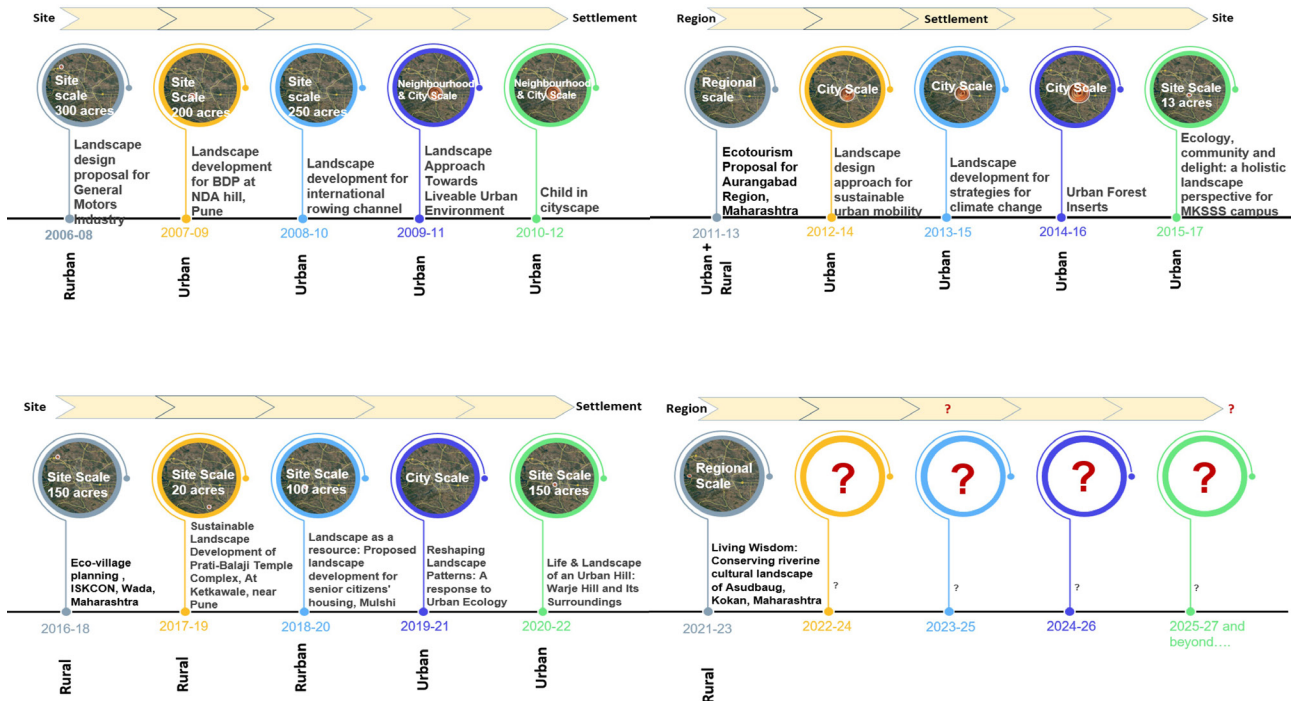 Site
Settlement
Site
scale
300 acres
Site
Scale
200 acres
Site
scale
250 acres
Neighbourhood
& City Scale
Neighbourhood
& City Scale
Landscape
design
proposal for
General
Motors
Industry
Landscape
development
for BDP at
NDA hill,
Pune
Landscape
development for
international
rowing channel
Landscape
Approach
Towards
Liveable Urban
Environment
Child in
cityscape
2006-08
2007-09
2008-10
2009-11
2010-12
Rurban
Urban
Urban
Urban
Urban
Region
Settlement
Site
Regional
scale
City Scale
City Scale
City Scale
Site Scale
13 acres
Ecotourism
Proposal for
Aurangabad
Region,
Maharashtra
Landscape
design
approach for
sustainable
urban mobility
Landscape
development for
strategies for
climate change
Urban Forest
Inserts
Ecology,
community and
delight: a holistic
landscape
perspective for
MKSSS campus
2011-13
2012-14
2013-15
2014-16
2015-17
Urban +
Rural
Urban
Urban
Urban
Urban
Site
Settlement
Site Scale
150 acres
Site Scale
20 acres
Site Scale
100 acres
City Scale
Site Scale
150 acres
Eco-village
planning ,
ISKCON, Wada,
Maharashtra
Sustainable
Landscape
Development of
Prati-Balaji Temple
Complex, At
Ketkawale, near
Pune
Landscape as a
resource: Proposed
landscape
development for
senior citizens'
housing, Mulshi
Reshaping
Landscape
Patterns: A
response to
Urban Ecology
Life & Landscape
of an Urban Hill:
Warje Hill and Its
Surroundings
2016-18
2017-19
2018-20
2019-21
2020-22
Rural
Rural
Rurban
Urban
Urban
Region
?
?
Regional
Scale
?
?
?
?
Living Wisdom:
Conserving riverine
cultural landscape
of Asudbaug,
Kokan, Maharashtra
?
?
?
?
2021-23
2022-24
2023-25
2024-26
2025-27 and
beyond....
Rural